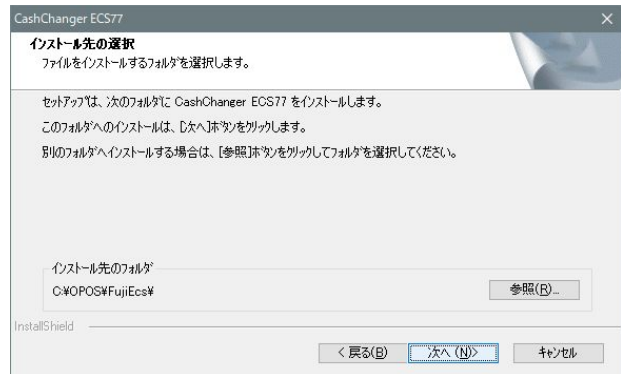 CashChanger ECS77
インストール先の選択
ファイルをインストールするフォルダを選択します。
セットアップは、次のフォルダに CashChanger ECS77 をインストールします。
このフォルダへのインストールは、[次へ]ボタンをクリックします。
別のフォルダへインストールする場合は、[参照]ボタンをクリックしてフォルダを選択してください。
インストール先のフォルダ
C:¥OPOS¥FujiEcs¥
参照(R)...
InstallShield
< 戻る(B)
次へ (N)>
キャンセル